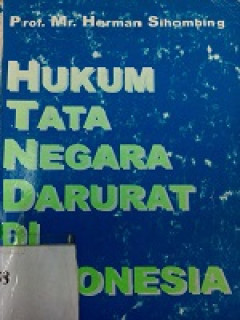 Prof. Mr. Herman Sihombing
HUKUM
TATA
NEGARA
DARURAT
DI
ONESIA